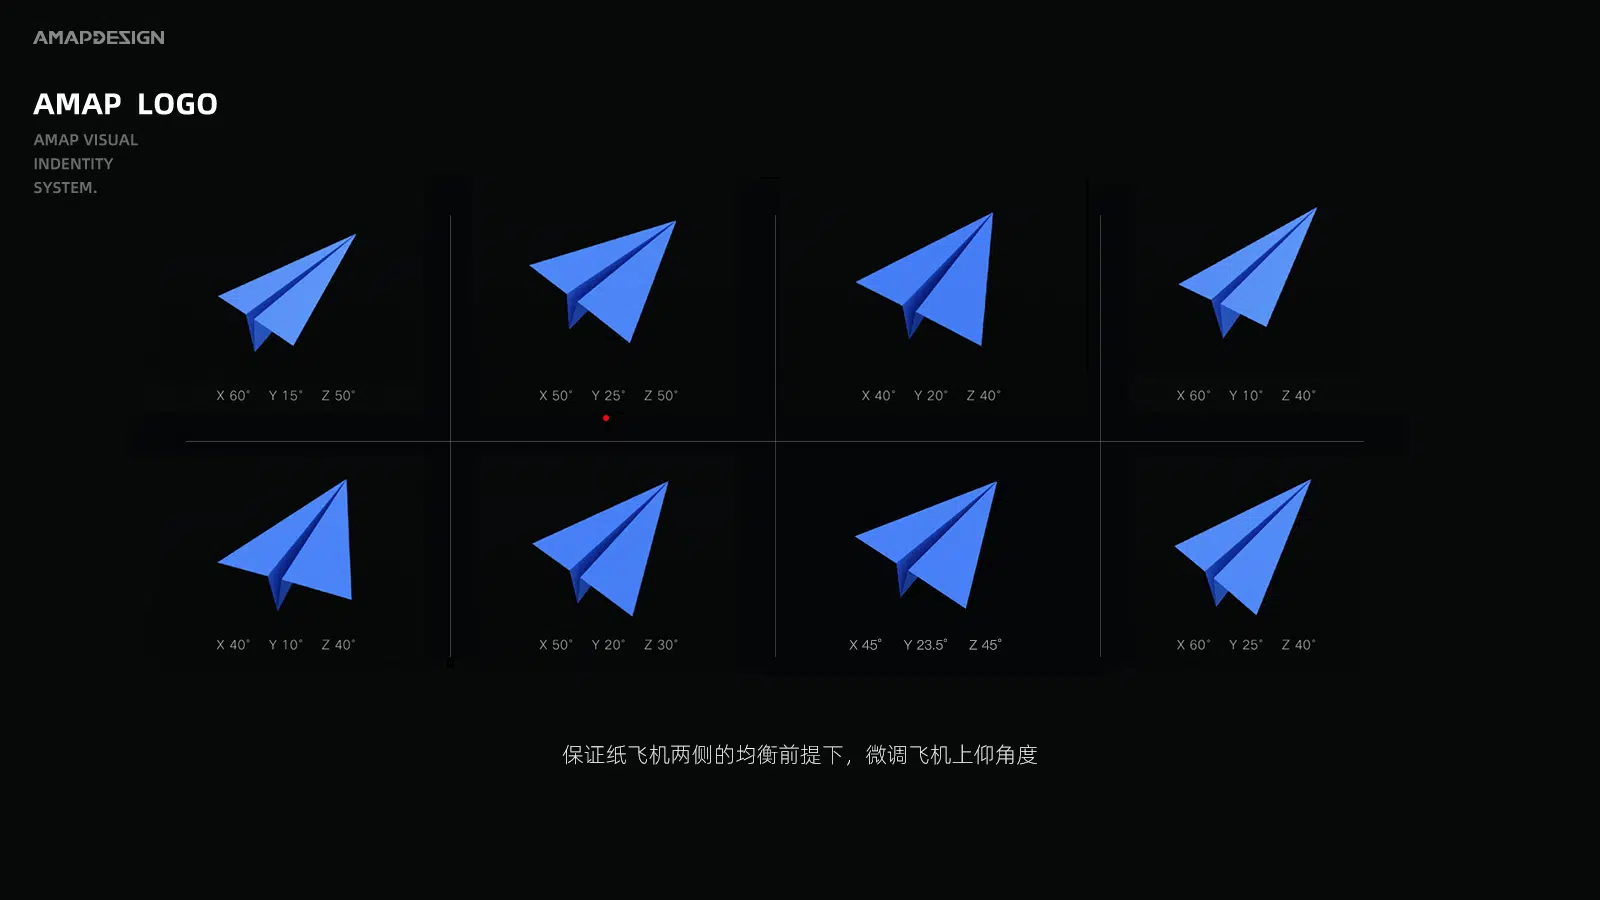 AMAPDESIGN
AMAP LOGO
AMAP VISUAL
INDENTITY
SYSTEM.
X 60° Y 15° Z 50°
X 50° Y 25° Z 50°
X 40° Y 20° Z 40°
X 60° Y 10° Z 40°
X 40° Y 10° Z 40°
X 50° Y 20° Z 30°
X 45° Y 23.5° Z 45°
X 60° Y 25° Z 40°
保证纸飞机两侧的均衡前提下，微调飞机上仰角度